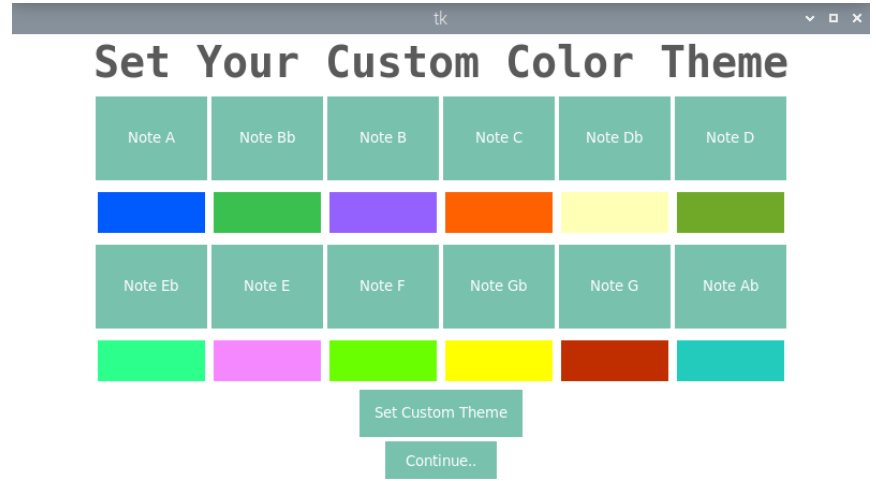 tk
Set Your Custom Color Theme
Note A Note Bb Note B Note C Note Db Note D
Note Eb Note E Note F Note Gb Note G Note Ab
Set Custom Theme
Continue..